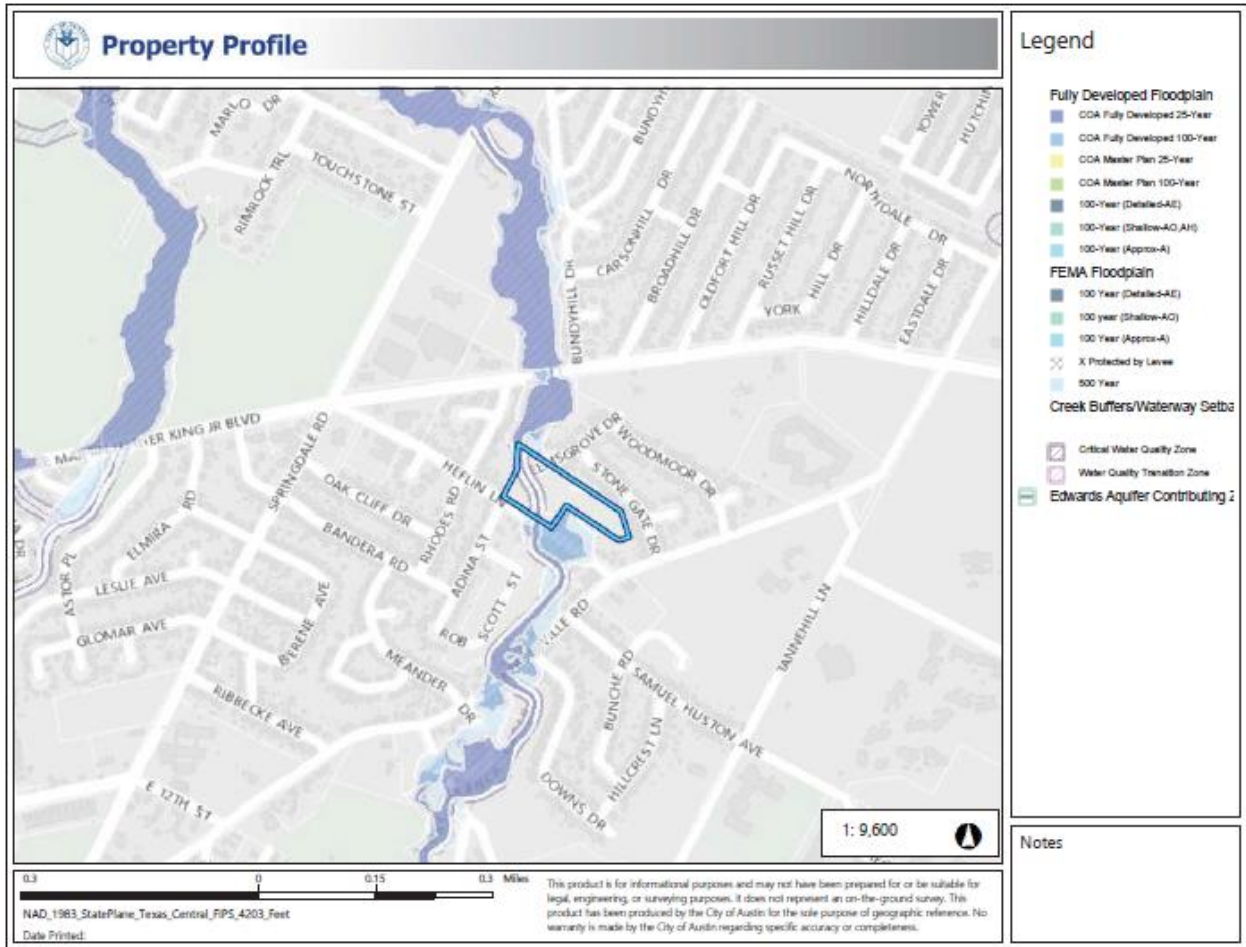 Property Profile
Legend
Fully Developed Floodplain
COA Fully Developed 25-Year
COA Fully Developed 100-Year
COA Master Plan 25-Year
COA Master Plan 100-Year
100-Year (Detailed-AE)
100-Year (Shallow-AO,AH)
100-Year (Approx-A)
FEMA Floodplain
100 Year (Detailed-AE)
100 year (Shallow-AO)
100 Year (Approx-A)
X Protected by Levee
500 Year
Creek Buffers/Waterway Setba
Critical Water Quality Zone
Water Quality Transition Zone
Edwards Aquifer Contributing Z
MARLO DR
RIMROCK TRL
TOUCHSTONE ST
BUNDYH
TOWER
HUTCHIN
NORTHDALE DR
CARSONHILL DR
BROADHILL DR
OLDFORT HILL DR
RUSSET HILL DR
YORK HILL DR
HILLDALE DR
EASTDALE DR
BUNDYHILL DR
ER KING JR BLVD
SPRINGDALE RD
HEFLIN LN
ELMSGROVE DR
WOODMOOR DR
STONE GATE DR
OAK CLIFF DR
BANDERA RD
RHODES RD
ADINA ST
ELMIRA RD
ASTOR PL
LESLIE AVE
GLOMAR AVE
BERENE AVE
ROB SCOTT ST
MEANDER DR
RIBBECKE AVE
E 12TH ST
VILLE RD
TANNEHILL LN
BUNCHE RD
SAMUEL HUSTON AVE
HILLCREST LN
DOWNS DR
1: 9,600
Notes
0.3 0 0.15 0.3 Miles
NAD_1983_StatePlane_Texas_Central_FIPS_4203_Feet
Date Printed:
This product is for informational purposes and may not have been prepared for or be suitable for
legal, engineering, or surveying purposes. It does not represent an on-the-ground survey. This
product has been produced by the City of Austin for the sole purpose of geographic reference. No
warranty is made by the City of Austin regarding specific accuracy or completeness.